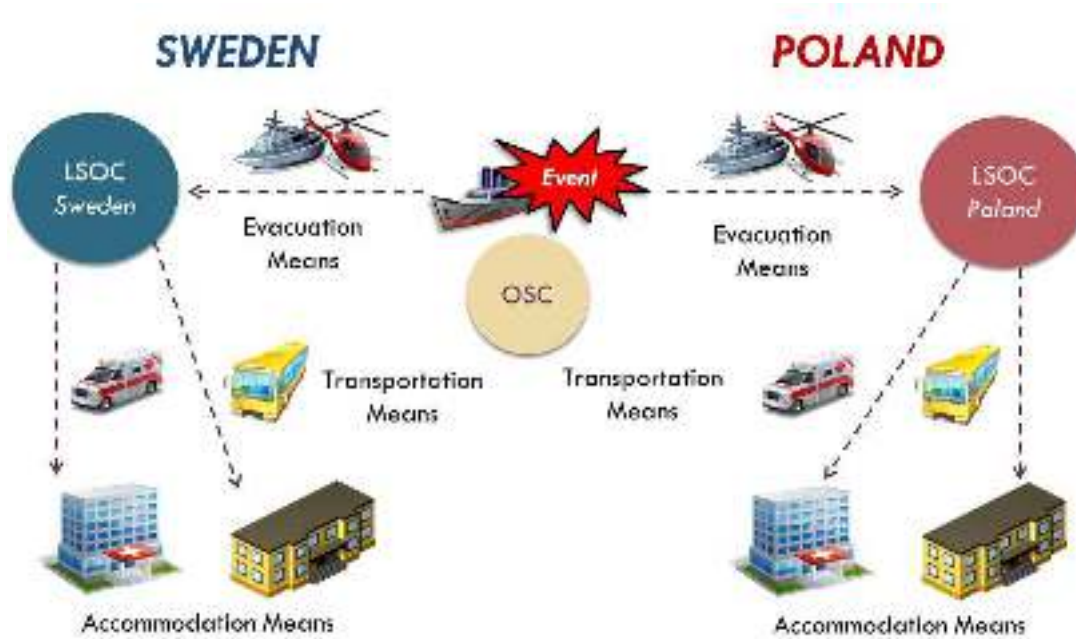 SWEDEN
POLAND
LSOC
Sweden
Evacuation
Means
Event
OSC
Evacuation
Means
LSOC
Poland
Transportation
Means
Transportation
Means
Accommodation Means
Accommodation Means